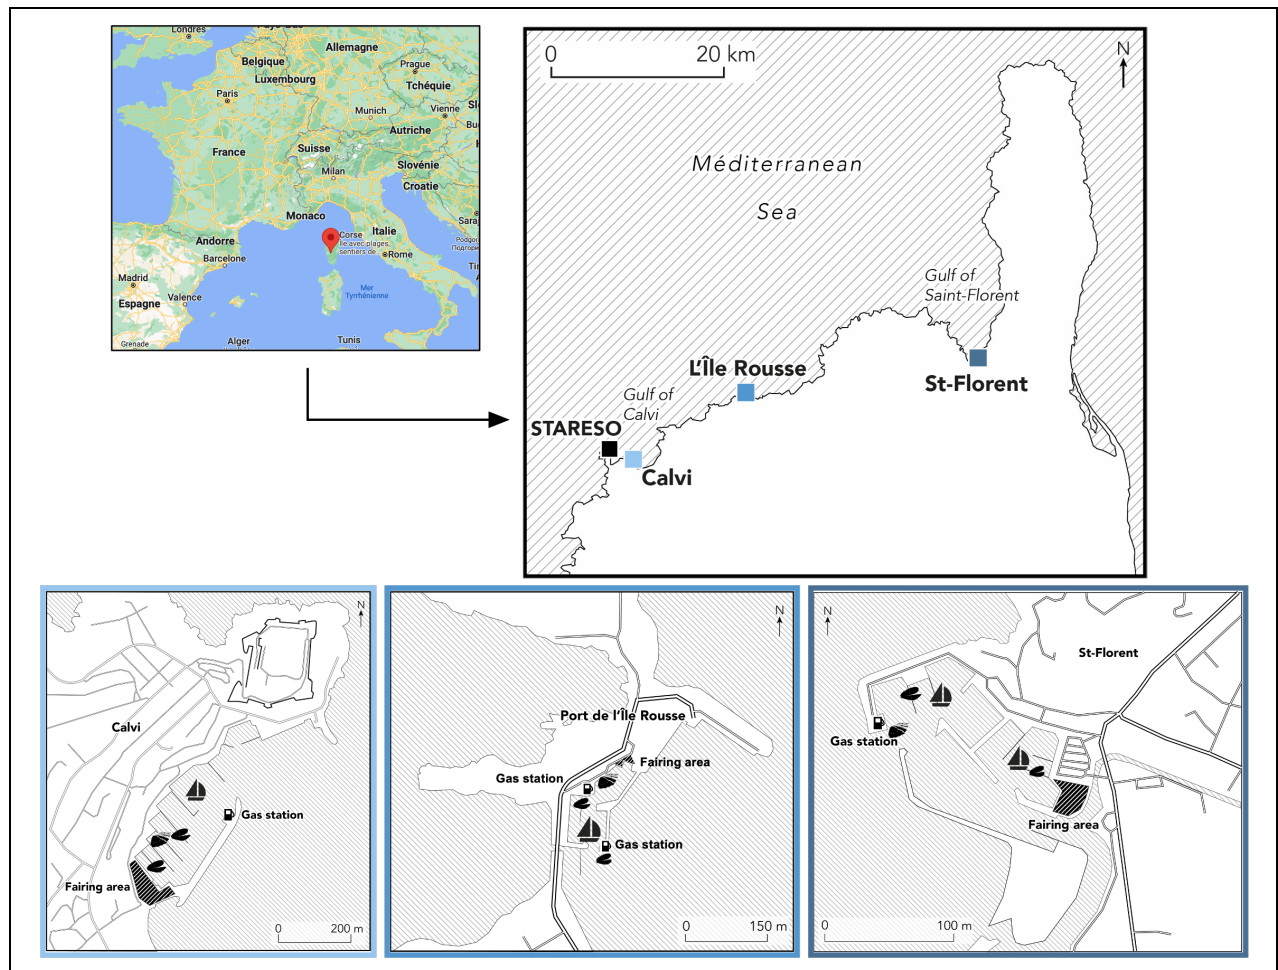 Londres
Allemagne
Belgique
Prague
Luxembourg
Tchéquie
Paris
Munich
Vienne
Autriche
France
Suisse
Slovénie
Milan
Croatie
Monaco
Italie
Corse
Île avec plages,
sentiers de
Rome
Andorre
Barcelone
Madrid
Espagne
Valence
Mer
Tyrrhénienne
Grenade
Alger
Tunis
0 20 km
N
Méditerranean
Sea
Gulf of
Saint-Florent
L'Île Rousse
St-Florent
Gulf of
Calvi
STARESO
Calvi
N
Calvi
Gas station
Fairing area
0 200 m
N
Port de l'Île Rousse
Fairing area
Gas station
Gas station
0 150 m
N
St-Florent
Gas station
Fairing area
0 100 m